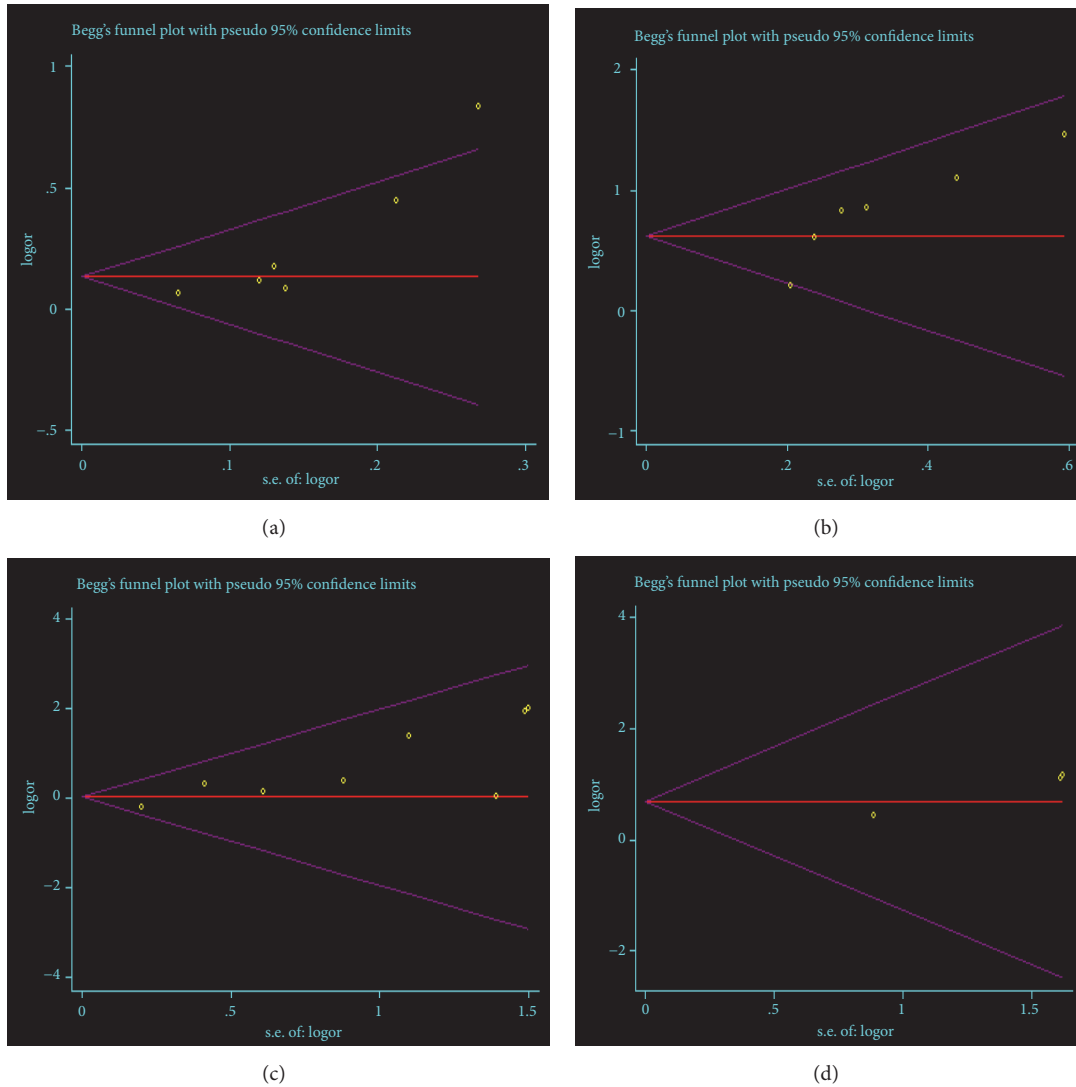 Begg's funnel plot with pseudo 95% confidence limits
1
.5
0
−.5
logor
0
.1
.2
.3
s.e. of: logor
(a)
Begg's funnel plot with pseudo 95% confidence limits
2
1
0
−1
logor
0
.2
.4
.6
s.e. of: logor
(b)
Begg's funnel plot with pseudo 95% confidence limits
4
2
0
−2
−4
logor
0
.5
1
1.5
s.e. of: logor
(c)
Begg's funnel plot with pseudo 95% confidence limits
4
2
0
−2
logor
0
.5
1
1.5
s.e. of: logor
(d)